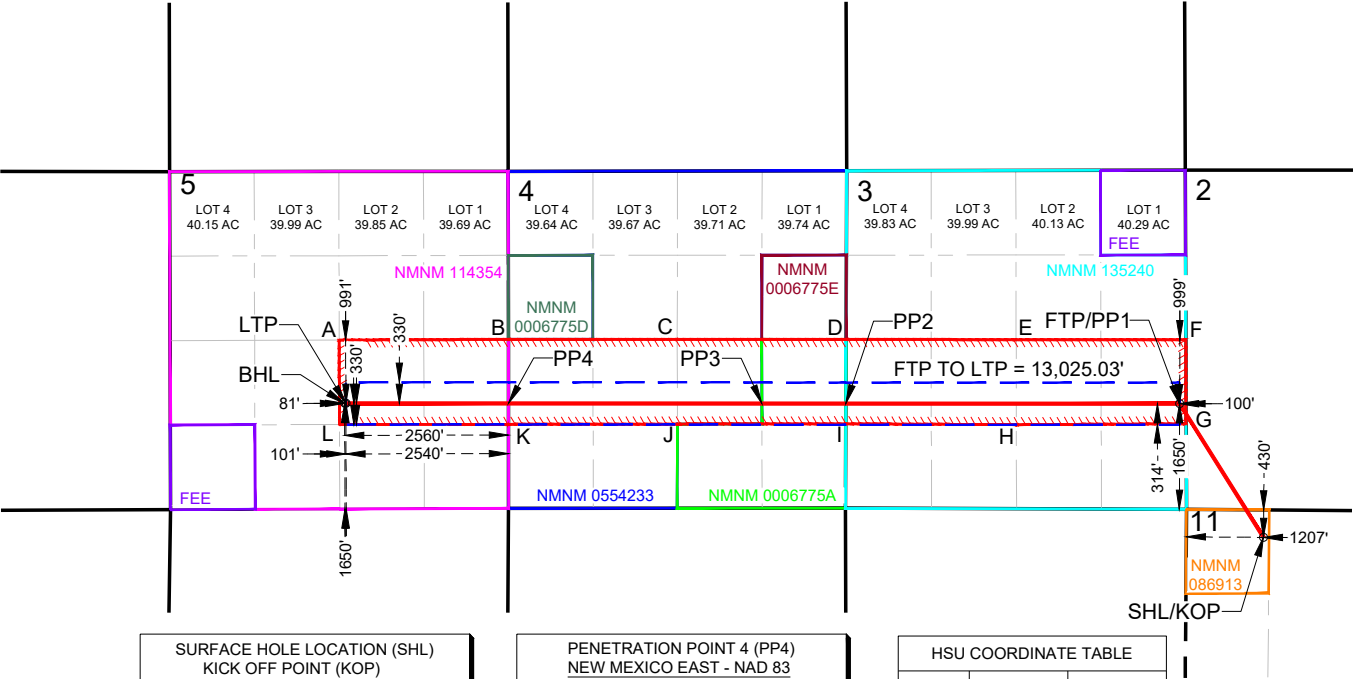 5
4
3
2
LOT 4
40.15 AC
LOT 3
39.99 AC
LOT 2
39.85 AC
LOT 1
39.69 AC
LOT 4
39.64 AC
LOT 3
39.67 AC
LOT 2
39.71 AC
LOT 1
39.74 AC
LOT 4
39.83 AC
LOT 3
39.99 AC
LOT 2
40.13 AC
LOT 1
40.29 AC
FEE
NMNM 114354
NMNM
0006775D
NMNM
0006775E
NMNM 135240
991'
999'
330'
330'
LTP
A
B
C
D
PP2
E
FTP/PP1
F
BHL
PP4
PP3
FTP TO LTP = 13,025.03'
81'
100'
L
2560'
K
J
I
H
G
101'
2540'
314'
1650'
430'
FEE
NMNM 0554233
NMNM 0006775A
11
1207'
1650'
NMNM
086913
SHL/KOP
SURFACE HOLE LOCATION (SHL)
KICK OFF POINT (KOP)
PENETRATION POINT 4 (PP4)
NEW MEXICO EAST - NAD 83
HSU COORDINATE TABLE